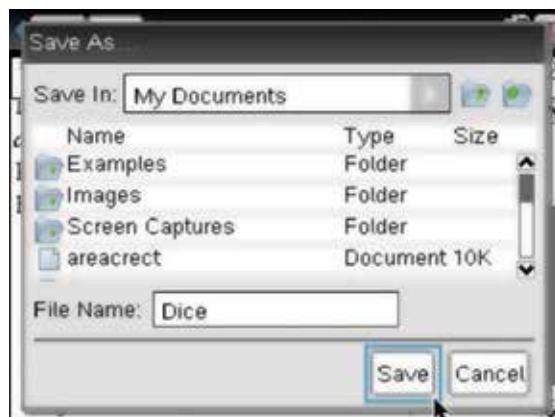 Save As...
Save In: My Documents
Name Type Size
Examples Folder
Images Folder
Screen Captures Folder
areacrect Document 10K
File Name: Dice
Save Cancel